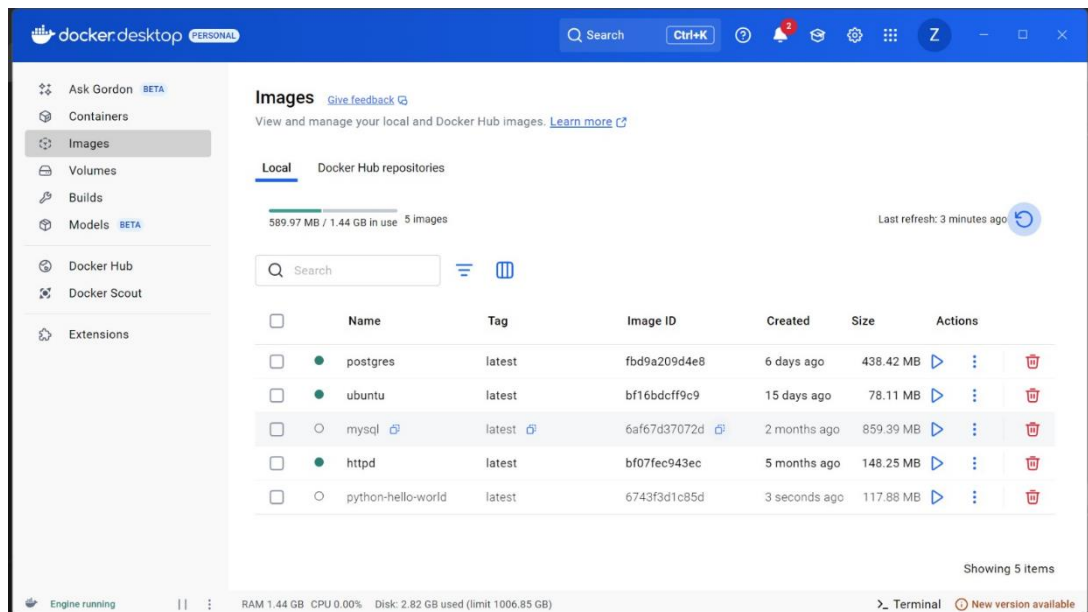 docker.desktop PERSONAL Search Ctrl+K 2 Z
Ask Gordon BETA
Containers
Images
Volumes
Builds
Models BETA
Docker Hub
Docker Scout
Extensions
Images Give feedback
View and manage your local and Docker Hub images. Learn more
Local Docker Hub repositories
589.97 MB / 1.44 GB in use 5 images Last refresh: 3 minutes ago
Search
Name Tag Image ID Created Size Actions
postgres latest fbd9a209d4e8 6 days ago 438.42 MB
ubuntu latest bf16bdcff9c9 15 days ago 78.11 MB
mysql latest 6af67d37072d 2 months ago 859.39 MB
httpd latest bf07fec943ec 5 months ago 148.25 MB
python-hello-world latest 6743f3d1c85d 3 seconds ago 117.88 MB
Showing 5 items
Engine running RAM 1.44 GB CPU 0.00% Disk: 2.82 GB used (limit 1006.85 GB) >_ Terminal New version available